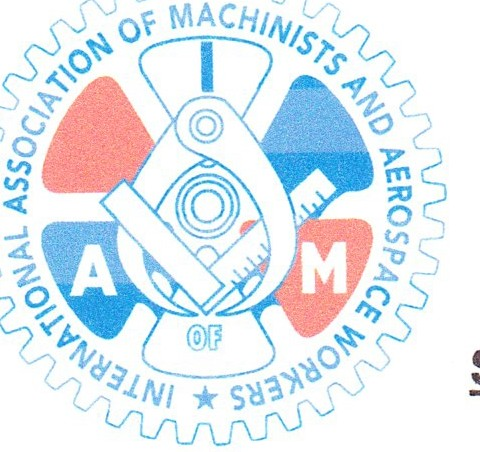 INTERNATIONAL ASSOCIATION OF MACHINISTS AND AEROSPACE WORKERS ★
I
A
M
OF